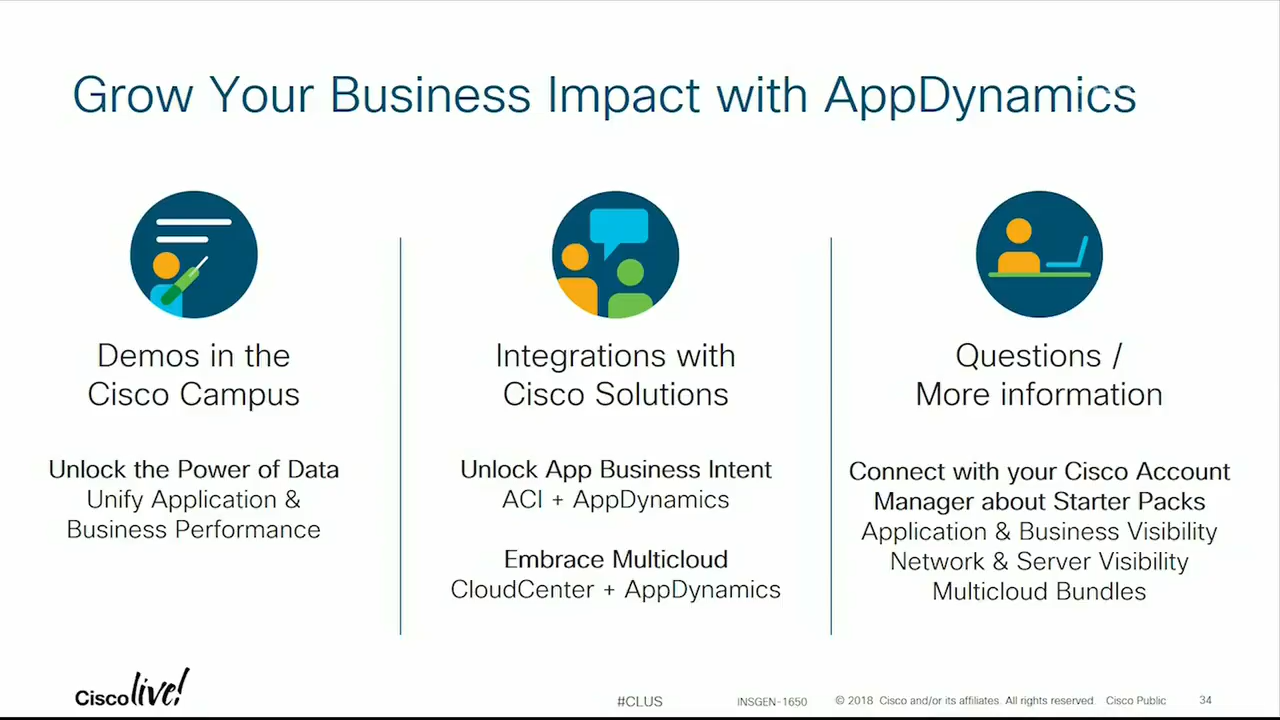 Grow Your Business Impact with AppDynamics
Demos in the
Cisco Campus
Unlock the Power of Data
Unify Application &
Business Performance
Integrations with
Cisco Solutions
Unlock App Business Intent
ACI + AppDynamics
Embrace Multicloud
CloudCenter + AppDynamics
Questions /
More information
Connect with your Cisco Account
Manager about Starter Packs
Application & Business Visibility
Network & Server Visibility
Multicloud Bundles
Cisco live!
#CLUS
INSGEN-1650
© 2018 Cisco and/or its affiliates. All rights reserved. Cisco Public
34